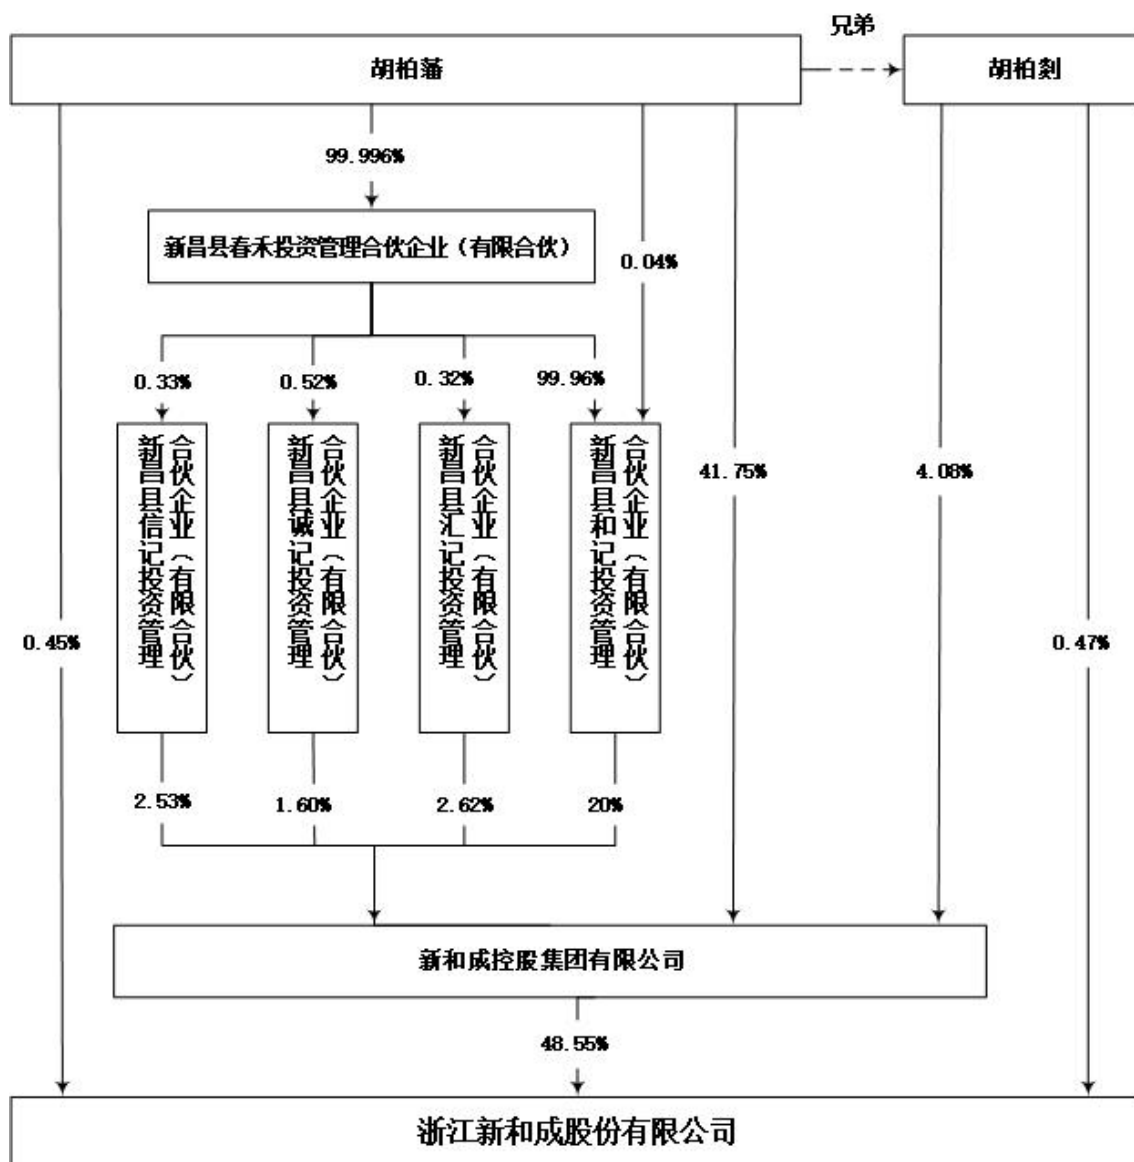 兄弟
胡柏藩
胡柏剡
99.996%
新昌县春禾投资管理合伙企业（有限合伙）
0.04%
0.33%
0.52%
0.32%
99.96%
新昌县信记投资管理
合伙企业（有限合伙）
新昌县诚记投资管理
合伙企业（有限合伙）
新昌县汇记投资管理
合伙企业（有限合伙）
新昌县和记投资管理
合伙企业（有限合伙）
41.75%
4.08%
0.45%
0.47%
2.53%
1.60%
2.62%
20%
新和成控股集团有限公司
48.55%
浙江新和成股份有限公司